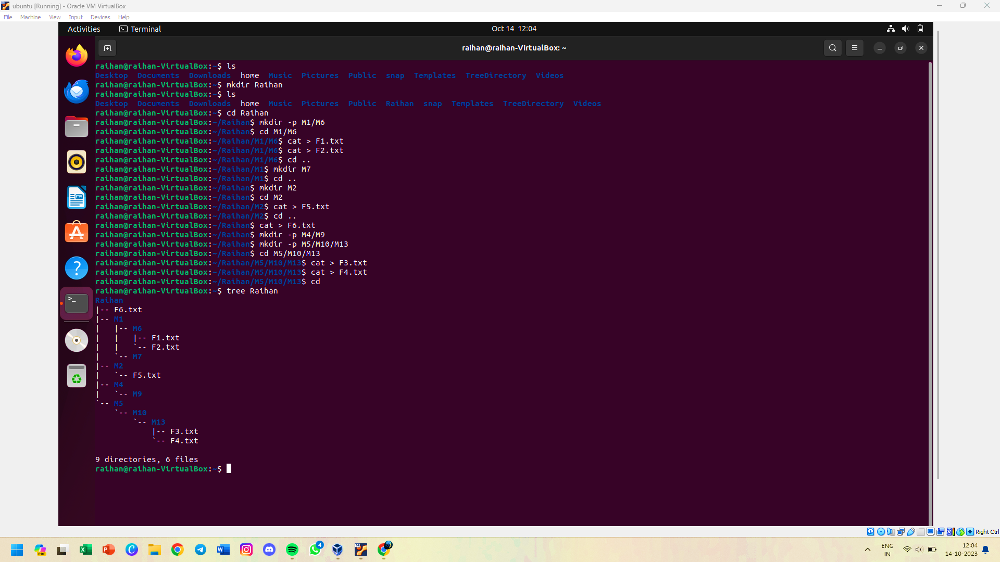 ubuntu [Running] - Oracle VM VirtualBox
File Machine View Input Devices Help
Activities Terminal Oct 14 12:04
raihan@raihan-VirtualBox: ~
raihan@raihan-VirtualBox:~$ ls
Desktop Documents Downloads home Music Pictures Public snap Templates TreeDirectory Videos
raihan@raihan-VirtualBox:~$ mkdir Raihan
raihan@raihan-VirtualBox:~$ ls
Desktop Documents Downloads home Music Pictures Public Raihan snap Templates TreeDirectory Videos
raihan@raihan-VirtualBox:~$ cd Raihan
raihan@raihan-VirtualBox:~/Raihan$ mkdir -p M1/M6
raihan@raihan-VirtualBox:~/Raihan$ cd M1/M6
raihan@raihan-VirtualBox:~/Raihan/M1/M6$ cat > F1.txt
raihan@raihan-VirtualBox:~/Raihan/M1/M6$ cat > F2.txt
raihan@raihan-VirtualBox:~/Raihan/M1/M6$ cd ..
raihan@raihan-VirtualBox:~/Raihan/M1$ mkdir M7
raihan@raihan-VirtualBox:~/Raihan/M1$ cd ..
raihan@raihan-VirtualBox:~/Raihan$ mkdir M2
raihan@raihan-VirtualBox:~/Raihan$ cd M2
raihan@raihan-VirtualBox:~/Raihan/M2$ cat > F5.txt
raihan@raihan-VirtualBox:~/Raihan/M2$ cd ..
raihan@raihan-VirtualBox:~/Raihan$ cat > F6.txt
raihan@raihan-VirtualBox:~/Raihan$ mkdir -p M4/M9
raihan@raihan-VirtualBox:~/Raihan$ mkdir -p M5/M10/M13
raihan@raihan-VirtualBox:~/Raihan$ cd M5/M10/M13
raihan@raihan-VirtualBox:~/Raihan/M5/M10/M13$ cat > F3.txt
raihan@raihan-VirtualBox:~/Raihan/M5/M10/M13$ cat > F4.txt
raihan@raihan-VirtualBox:~/Raihan/M5/M10/M13$ cd
raihan@raihan-VirtualBox:~$ tree Raihan
Raihan
|-- F6.txt
|-- M1
|   |-- M6
|   |   |-- F1.txt
|   |   `-- F2.txt
|   `-- M7
|-- M2
|   `-- F5.txt
|-- M4
|   `-- M9
`-- M5
    `-- M10
        `-- M13
            |-- F3.txt
            `-- F4.txt
9 directories, 6 files
raihan@raihan-VirtualBox:~$
Right Ctrl
PRE
4
ENG
IN
12:04
14-10-2023